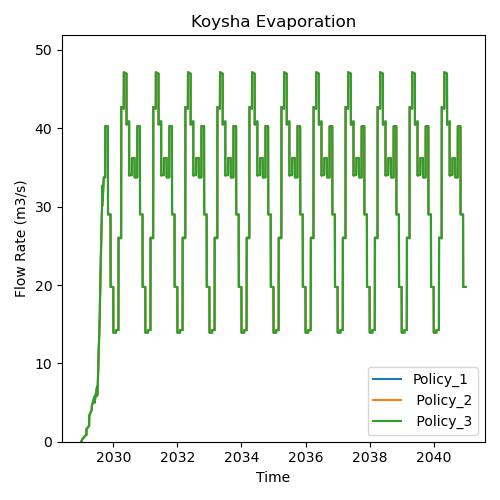 Koysha Evaporation
Flow Rate (m3/s)
50
40
30
20
10
0
2030 2032 2034 2036 2038 2040
Time
Policy_1
Policy_2
Policy_3